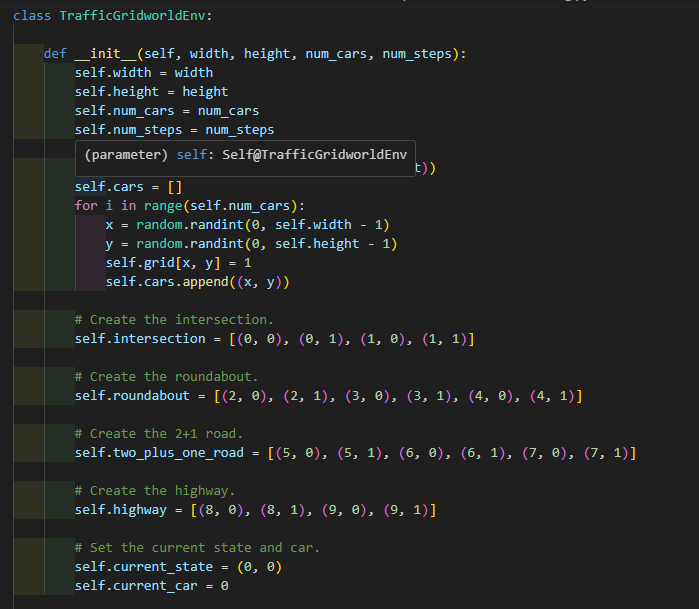 class TrafficGridworldEnv:
def __init__(self, width, height, num_cars, num_steps):
self.width = width
self.height = height
self.num_cars = num_cars
self.num_steps = num_steps
(parameter) self: Self@TrafficGridworldEnv
t))
self.cars = []
for i in range(self.num_cars):
x = random.randint(0, self.width - 1)
y = random.randint(0, self.height - 1)
self.grid[x, y] = 1
self.cars.append((x, y))
# Create the intersection.
self.intersection = [(0, 0), (0, 1), (1, 0), (1, 1)]
# Create the roundabout.
self.roundabout = [(2, 0), (2, 1), (3, 0), (3, 1), (4, 0), (4, 1)]
# Create the 2+1 road.
self.two_plus_one_road = [(5, 0), (5, 1), (6, 0), (6, 1), (7, 0), (7, 1)]
# Create the highway.
self.highway = [(8, 0), (8, 1), (9, 0), (9, 1)]
# Set the current state and car.
self.current_state = (0, 0)
self.current_car = 0